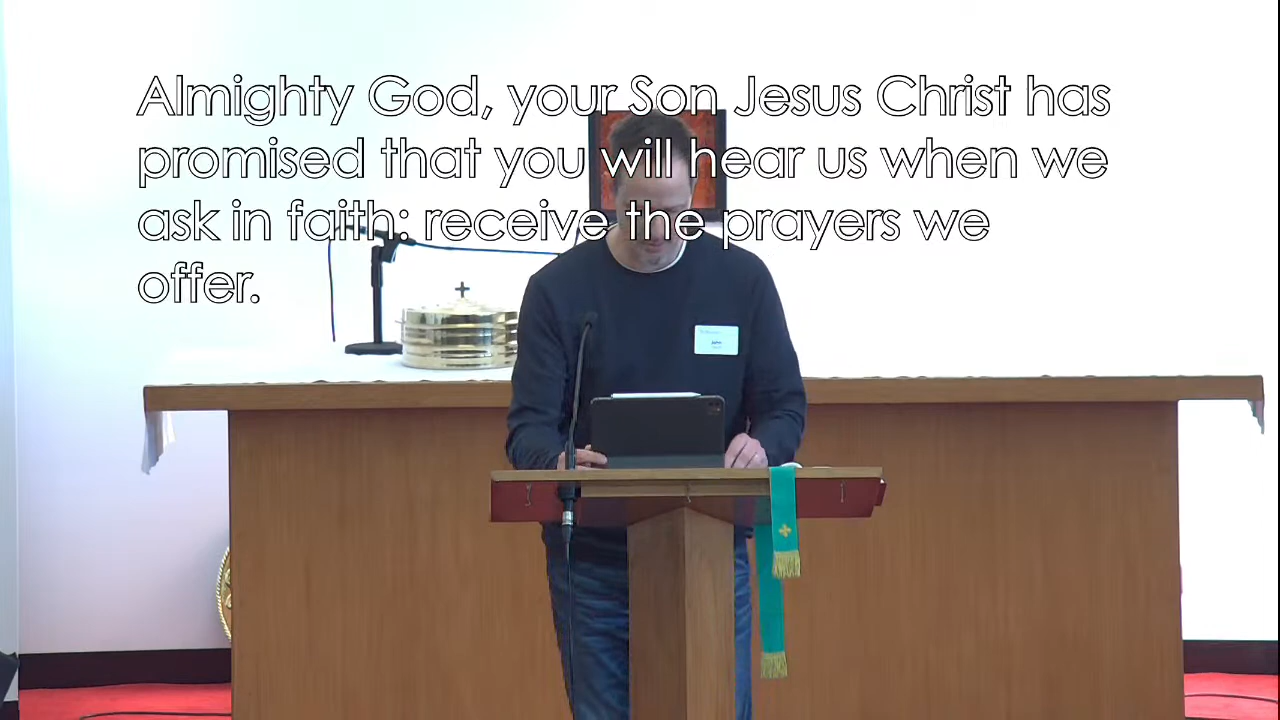 Almighty God, your Son Jesus Christ has
promised that you will hear us when we
ask in faith: receive the prayers we
offer.